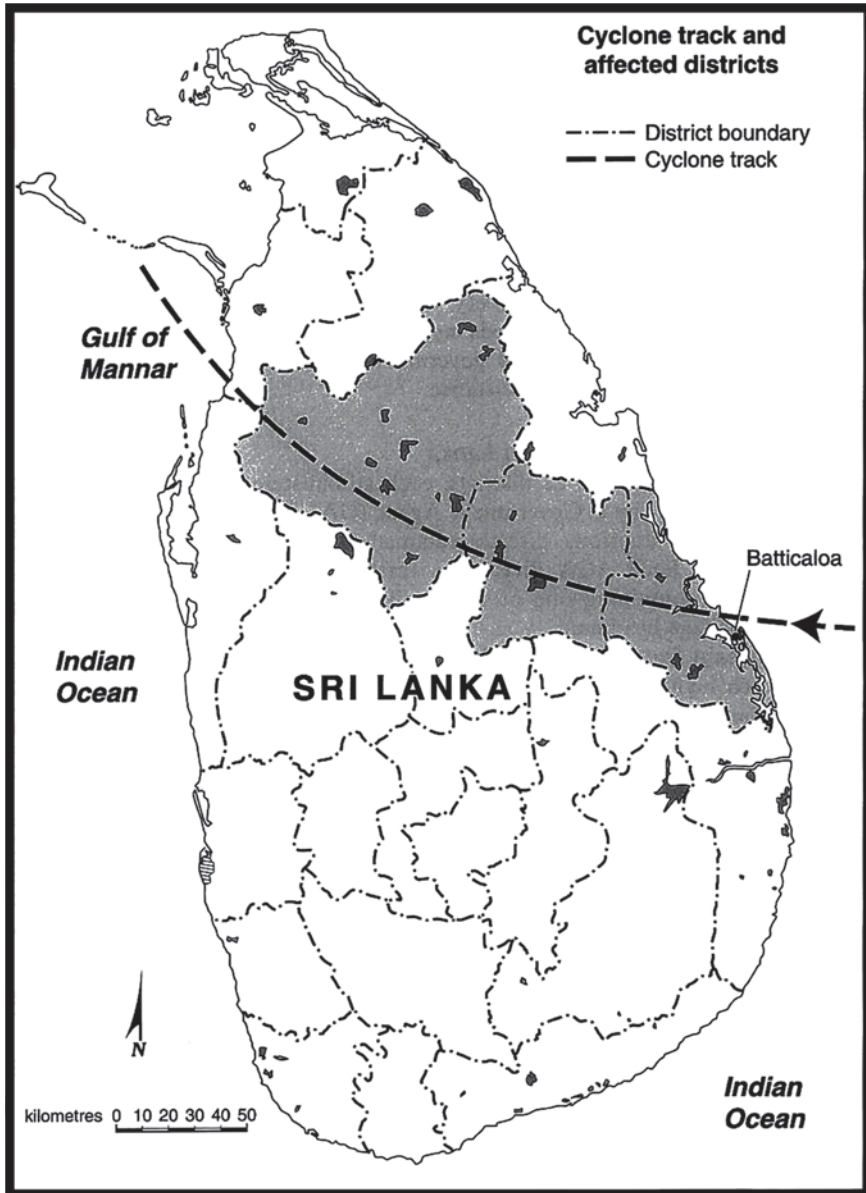 Cyclone track and
affected districts
District boundary
Cyclone track
Gulf of
Mannar
Batticaloa
Indian
Ocean
SRI LANKA
N
kilometres 0 10 20 30 40 50
Indian
Ocean